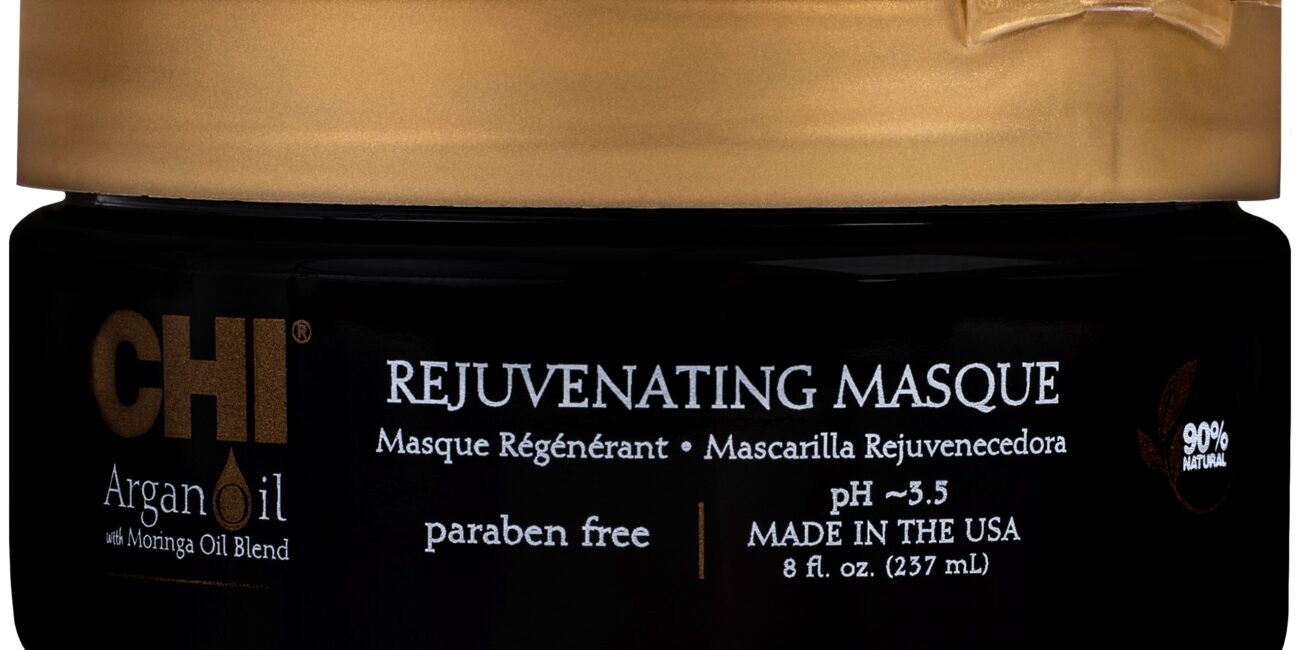 CHI®
Argan Oil
with Moringa Oil Blend
REJUVENATING MASQUE
Masque Régénérant • Mascarilla Rejuvenecedora
paraben free
pH ~3.5
MADE IN THE USA
8 fl. oz. (237 mL)
90%
NATURAL